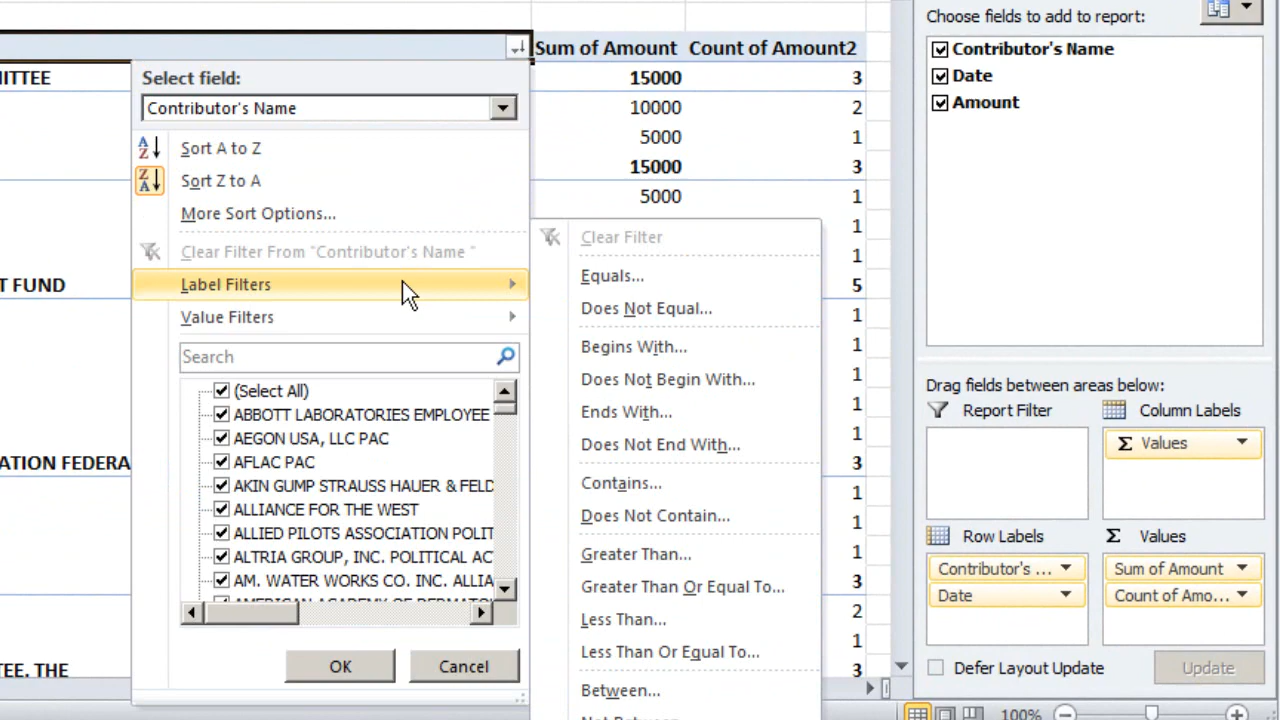 Choose fields to add to report:
Contributor's Name
Date
Amount
Sum of Amount Count of Amount2
MITTEE 15000 3
10000 2
5000 1
15000 3
5000 1
1
1
T FUND 5
1
1
1
1
1
ATION FEDERA 3
1
1
1
3
2
1
TEE. THE 3
Select field:
Contributor's Name
Sort A to Z
Sort Z to A
More Sort Options...
Clear Filter From "Contributor's Name "
Label Filters
Value Filters
Search
(Select All)
ABBOTT LABORATORIES EMPLOYEE
AEGON USA, LLC PAC
AFLAC PAC
AKIN GUMP STRAUSS HAUER & FELD
ALLIANCE FOR THE WEST
ALLIED PILOTS ASSOCIATION POLIT
ALTRIA GROUP, INC. POLITICAL AC
AM. WATER WORKS CO. INC. ALLIA
AMERICAN ACADEMY OF DERMATO
OK Cancel
Clear Filter
Equals...
Does Not Equal...
Begins With...
Does Not Begin With...
Ends With...
Does Not End With...
Contains...
Does Not Contain...
Greater Than...
Greater Than Or Equal To...
Less Than...
Less Than Or Equal To...
Between...
Not Between...
Drag fields between areas below:
Report Filter Column Labels
Σ Values
Row Labels Σ Values
Contributor's ... Sum of Amount
Date Count of Amo...
Defer Layout Update Update
100%